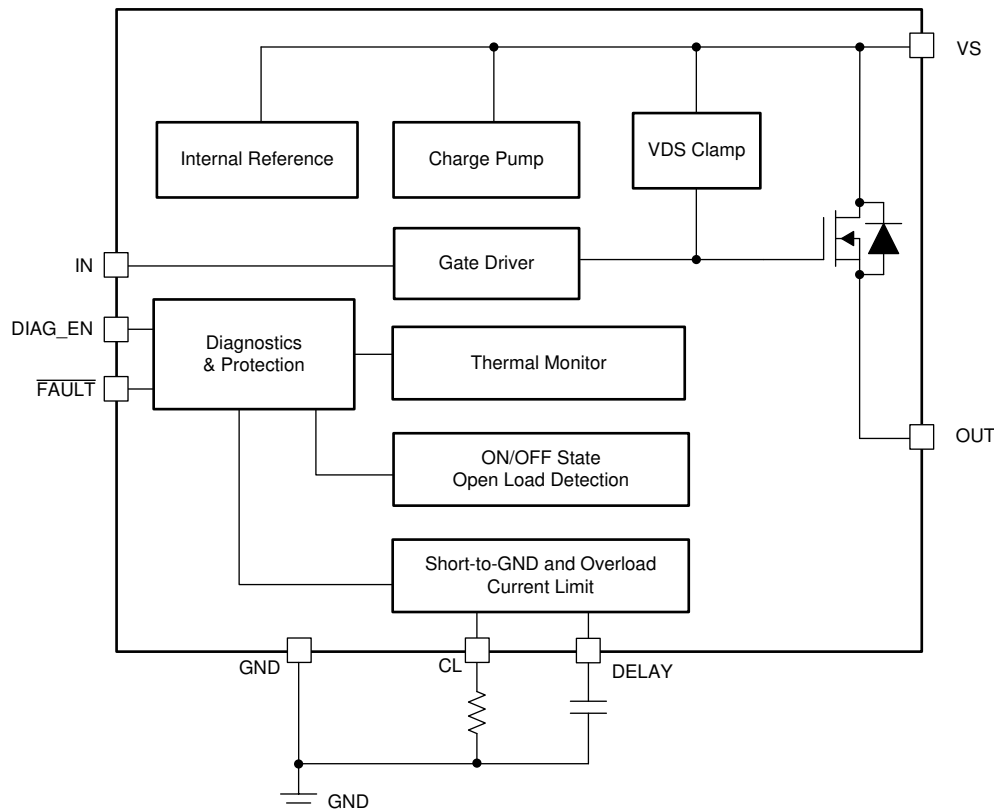 VS
Internal Reference
Charge Pump
VDS Clamp
IN
Gate Driver
DIAG_EN
Diagnostics
& Protection
Thermal Monitor
FAULT
OUT
ON/OFF State
Open Load Detection
Short-to-GND and Overload
Current Limit
GND
CL
DELAY
GND